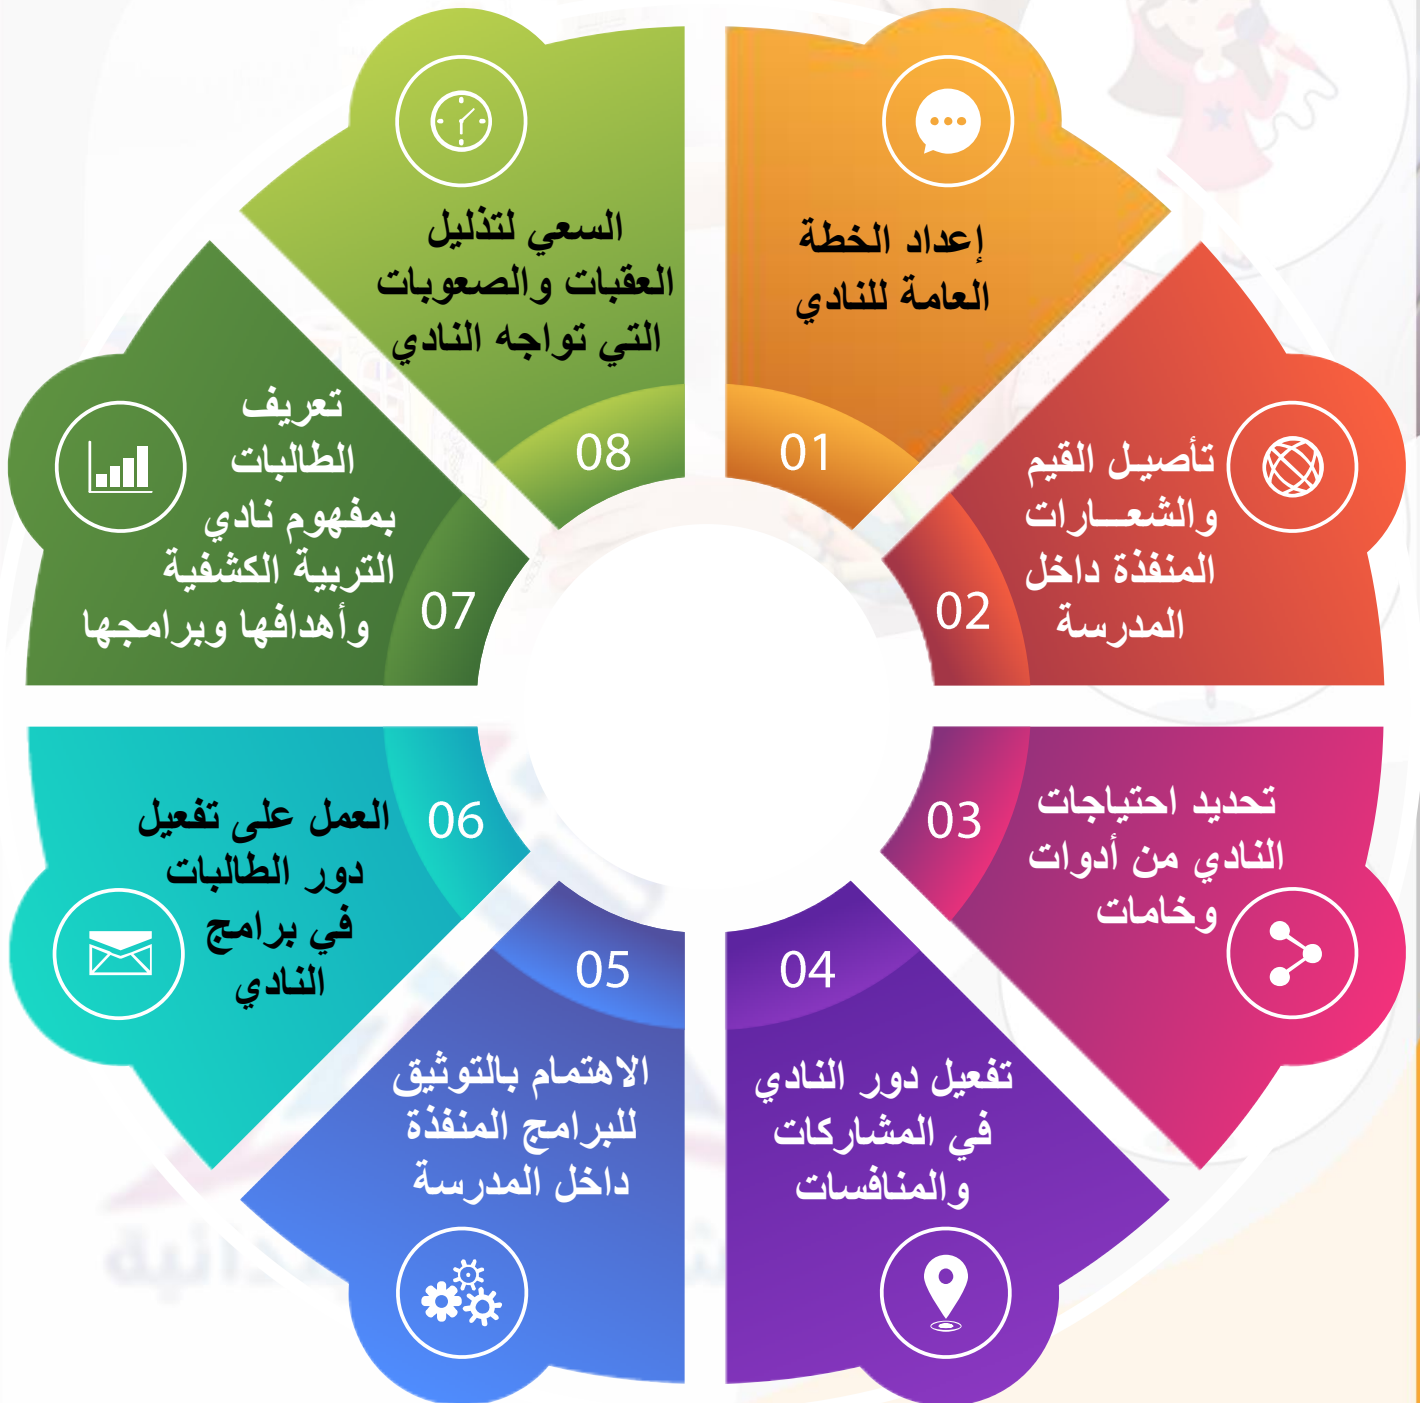 01
إعداد الخطة
العامة للنادي
02
تأصيـل القيم
والشعـــارات
المنفذة داخل
المدرسة
03
تحديد احتياجات
النادي من أدوات
وخامات
04
تفعيل دور النادي
في المشاركات
والمنافسات
05
الاهتمام بالتوثيق
للبرامج المنفذة
داخل المدرسة
06
العمل على تفعيل
دور الطالبات
في برامج
النادي
07
تعريف
الطالبات
بمفهوم نادي
التربية الكشفية
وأهدافها وبرامجها
08
السعي لتذليل
العقبات والصعوبات
التي تواجه النادي